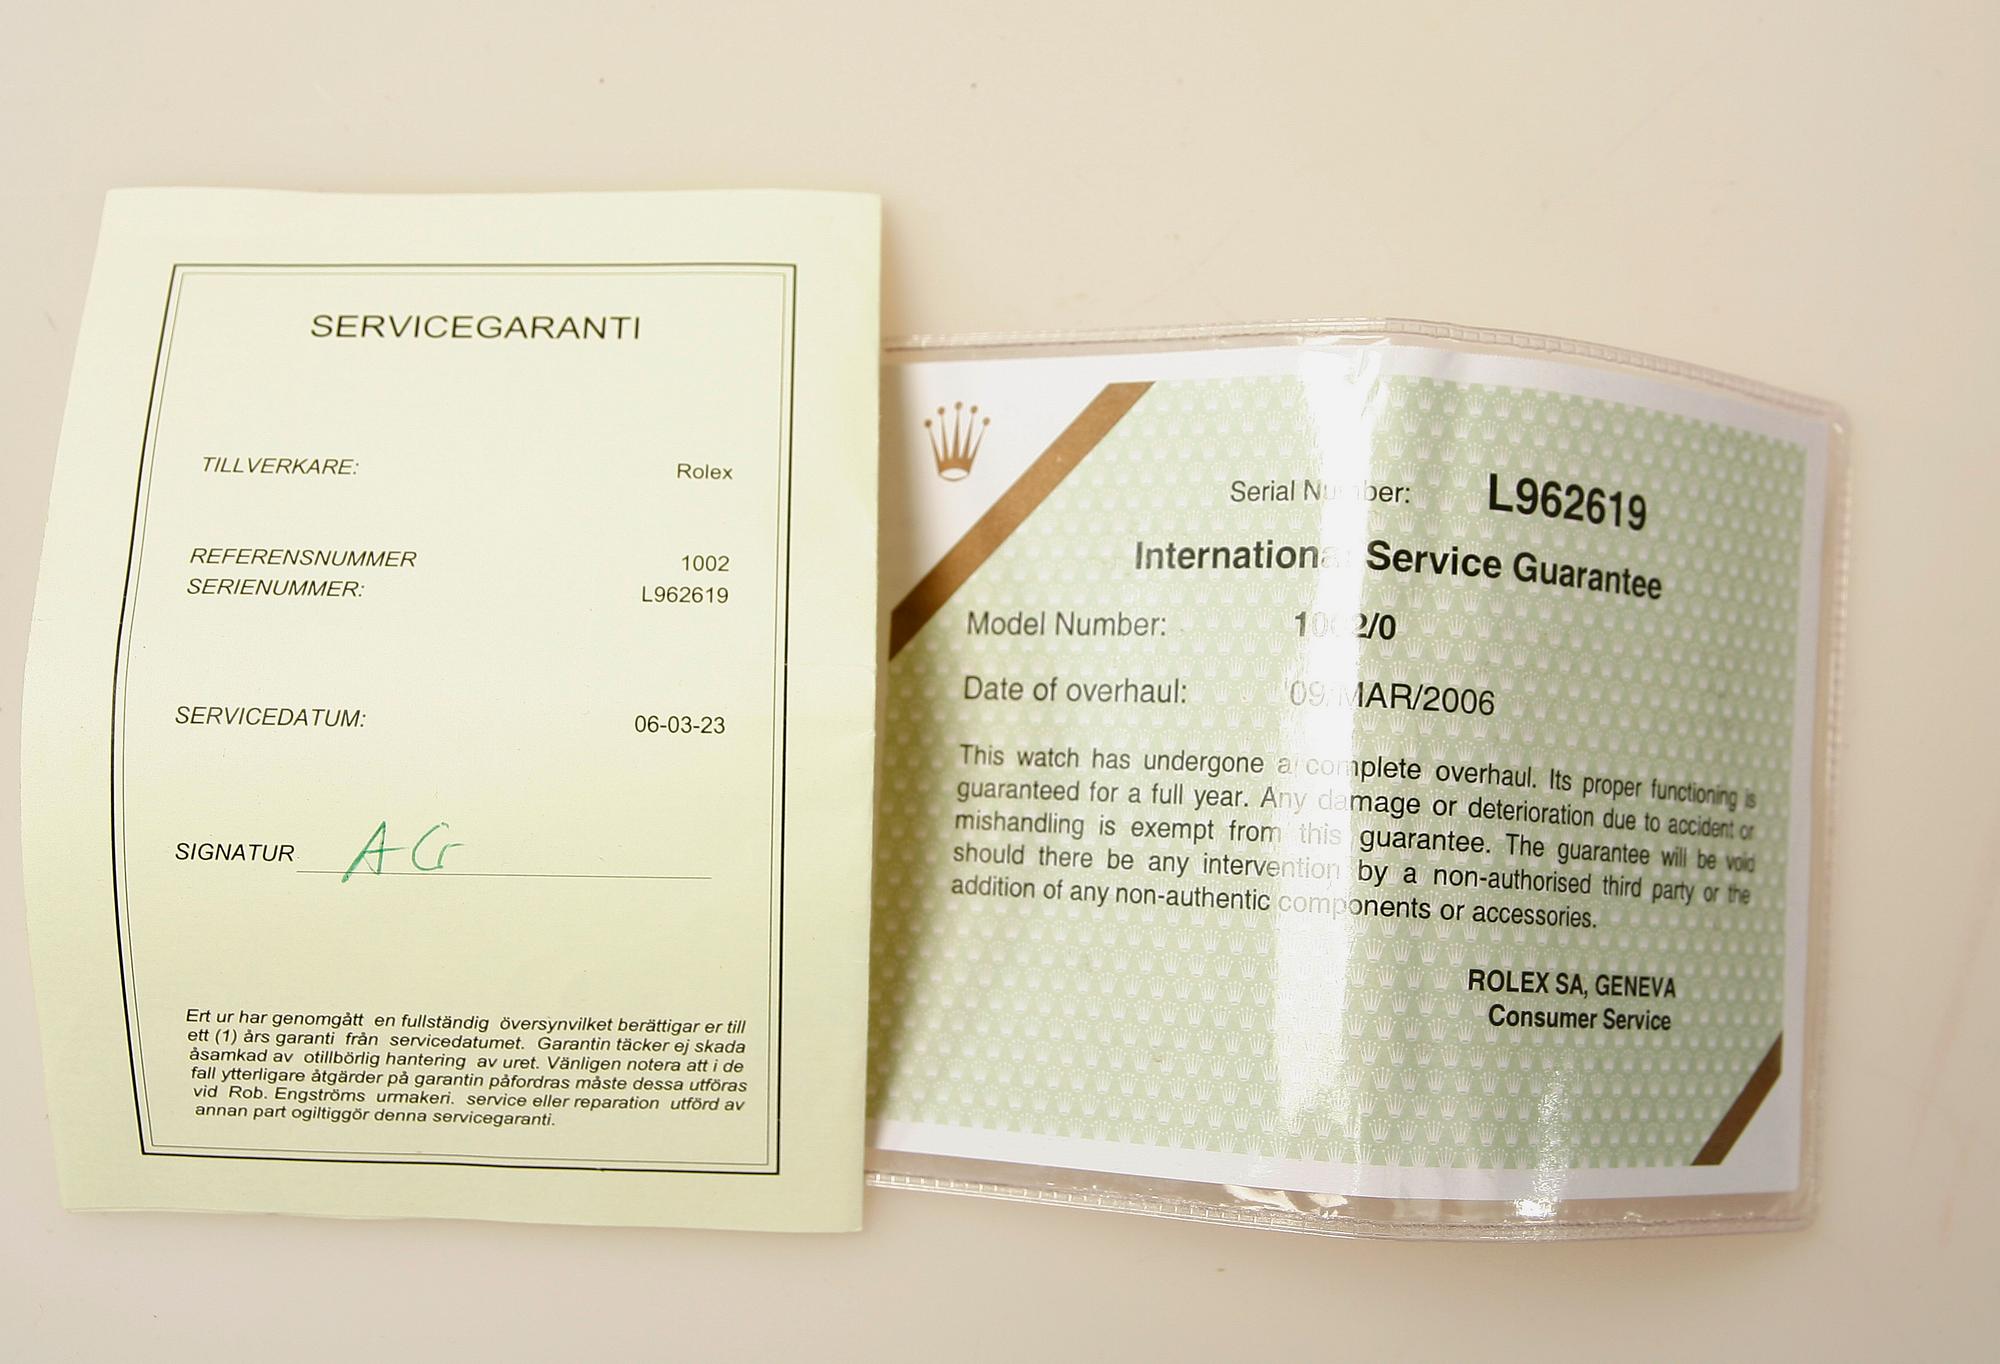 SERVICEGARANTI
TILLVERKARE: Rolex
REFERENSNUMMER 1002
SERIENUMMER: L962619
SERVICEDATUM: 06-03-23
SIGNATUR AG
Ert ur har genomgått en fullständig översynvilket berättigar er till
ett (1) års garanti från servicedatumet. Garantin täcker ej skada
åsamkad av otillbörlig hantering av uret. Vänligen notera att i de
fall ytterligare åtgärder på garantin påfordras måste dessa utföras
vid Rob. Engströms urmakeri. service eller reparation utförd av
annan part ogiltiggör denna servicegaranti.
Serial Number: L962619
International Service Guarantee
Model Number: 1002/0
Date of overhaul: 09/MAR/2006
This watch has undergone a complete overhaul. Its proper functioning is
guaranteed for a full year. Any damage or deterioration due to accident or
mishandling is exempt from this guarantee. The guarantee will be void
should there be any intervention by a non-authorised third party or the
addition of any non-authentic components or accessories.
ROLEX SA, GENEVA
Consumer Service